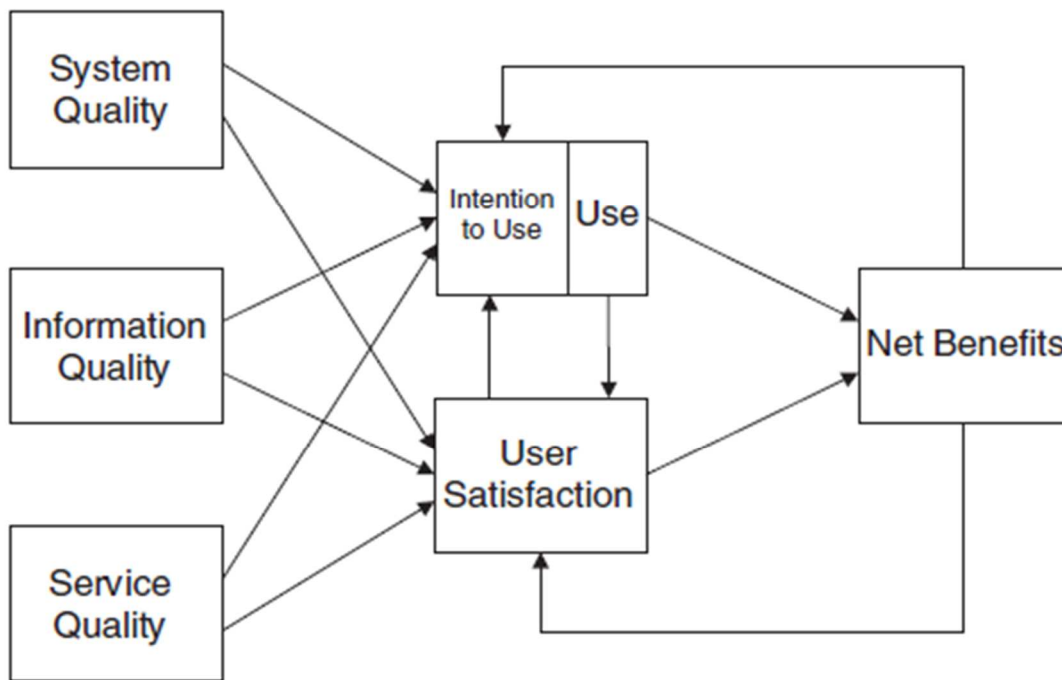 System
Quality
Intention
to Use
Use
Information
Quality
Net Benefits
User
Satisfaction
Service
Quality